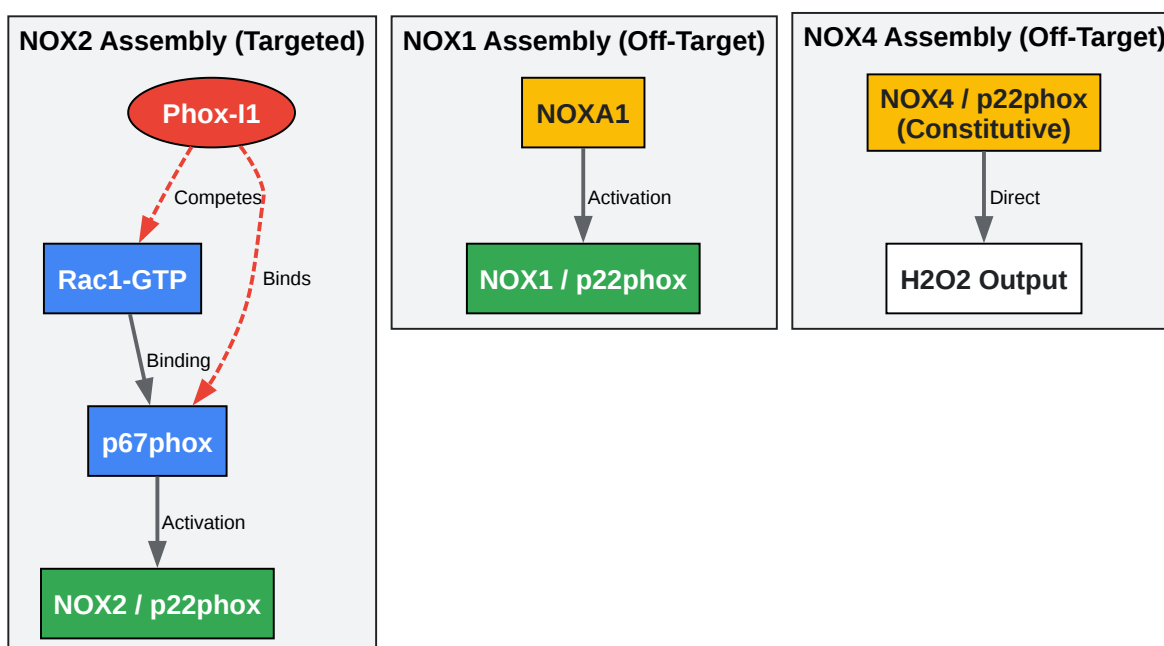 NOX2 Assembly (Targeted)
Phox-I1
Competes
Rac1-GTP
Binds
Binding
p67phox
Activation
NOX2 / p22phox
NOX1 Assembly (Off-Target)
NOXA1
Activation
NOX1 / p22phox
NOX4 Assembly (Off-Target)
NOX4 / p22phox
(Constitutive)
Direct
H2O2 Output